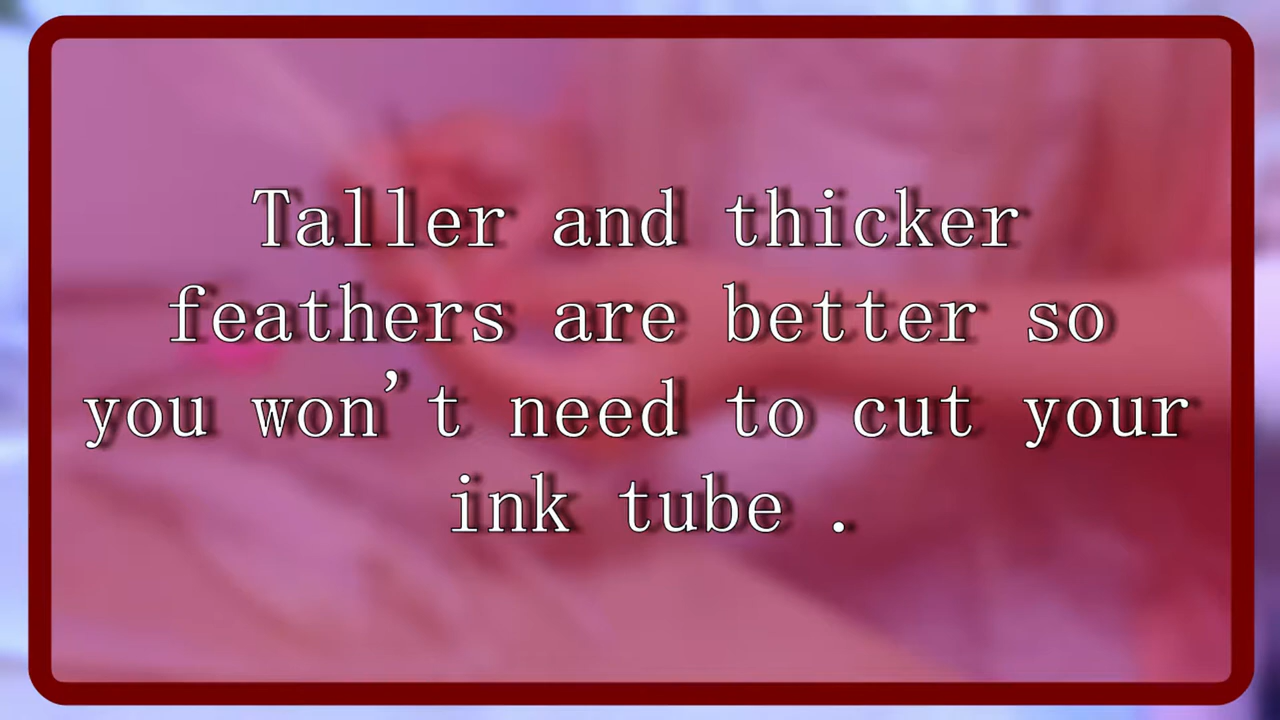 Taller and thicker
feathers are better so
you won't need to cut your
ink tube .